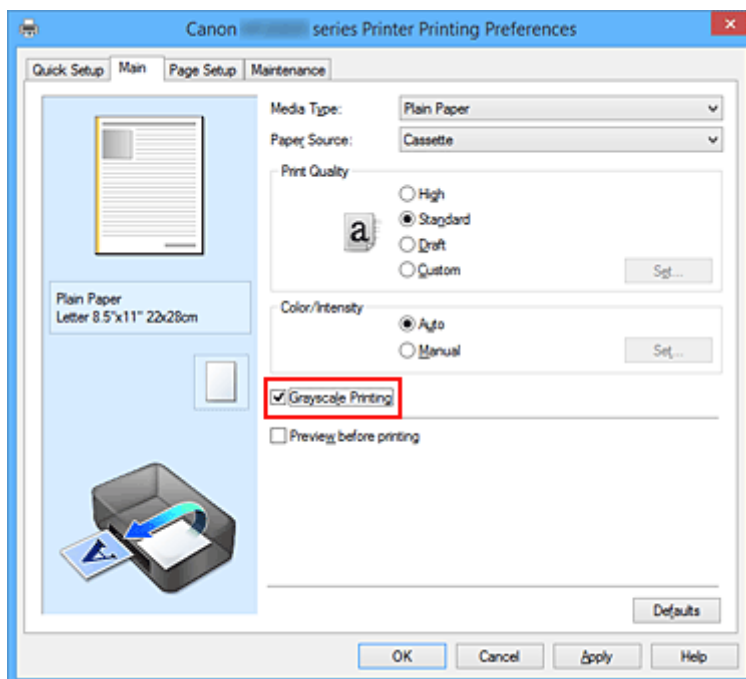 Canon series Printer Printing Preferences
Quick Setup Main Page Setup Maintenance
Media Type: Plain Paper
Paper Source: Cassette
Print Quality
High
a
Standard
Draft
Custom Set...
Plain Paper
Letter 8.5"x11" 22x28cm
Color/Intensity
Auto
Manual Set...
Grayscale Printing
Preview before printing
A
Defaults
OK Cancel Apply Help